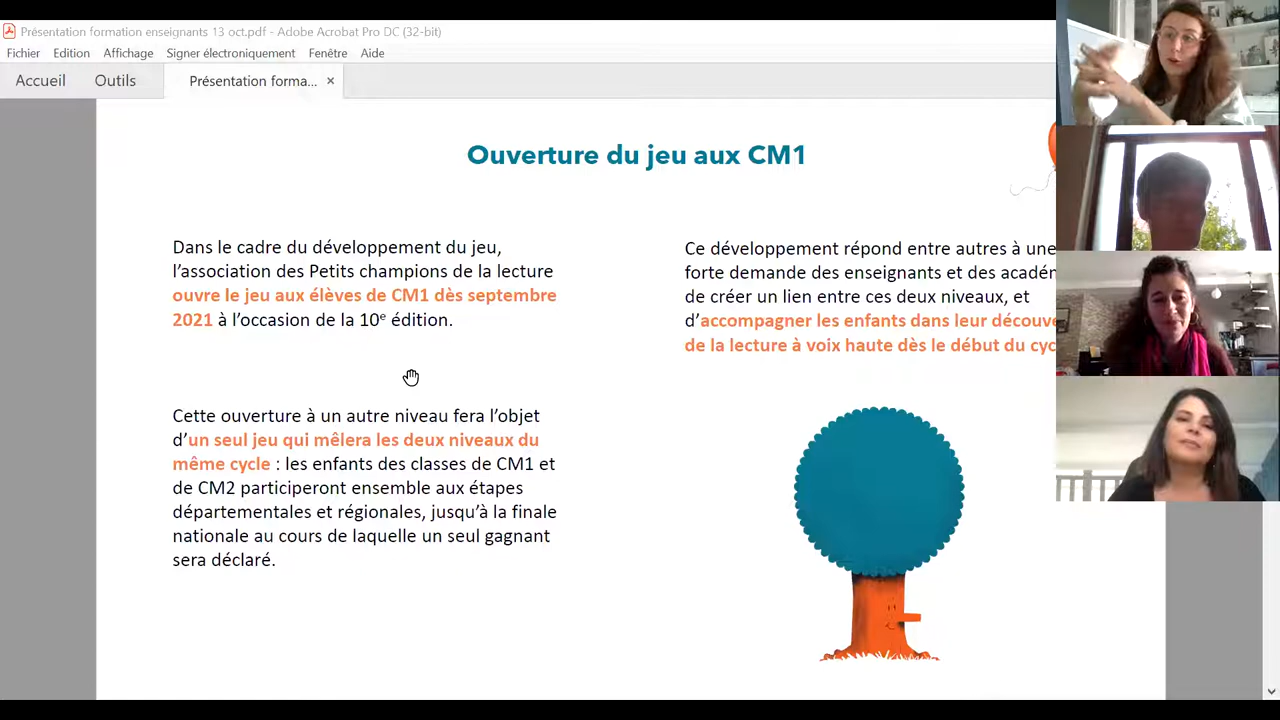 Présentation formation enseignants 13 oct.pdf - Adobe Acrobat Pro DC (32-bit)
Fichier Edition Affichage Signer électroniquement Fenêtre Aide
Accueil Outils Présentation forma... ×
Ouverture du jeu aux CM1
Dans le cadre du développement du jeu,
l’association des Petits champions de la lecture
ouvre le jeu aux élèves de CM1 dès septembre
2021 à l’occasion de la 10e édition.
Cette ouverture à un autre niveau fera l’objet
d’un seul jeu qui mêlera les deux niveaux du
même cycle : les enfants des classes de CM1 et
de CM2 participeront ensemble aux étapes
départementales et régionales, jusqu’à la finale
nationale au cours de laquelle un seul gagnant
sera déclaré.
Ce développement répond entre autres à une
forte demande des enseignants et des
de créer un lien entre ces deux niveaux, et
d’accompagner les enfants dans leur
de la lecture à voix haute dès le début du